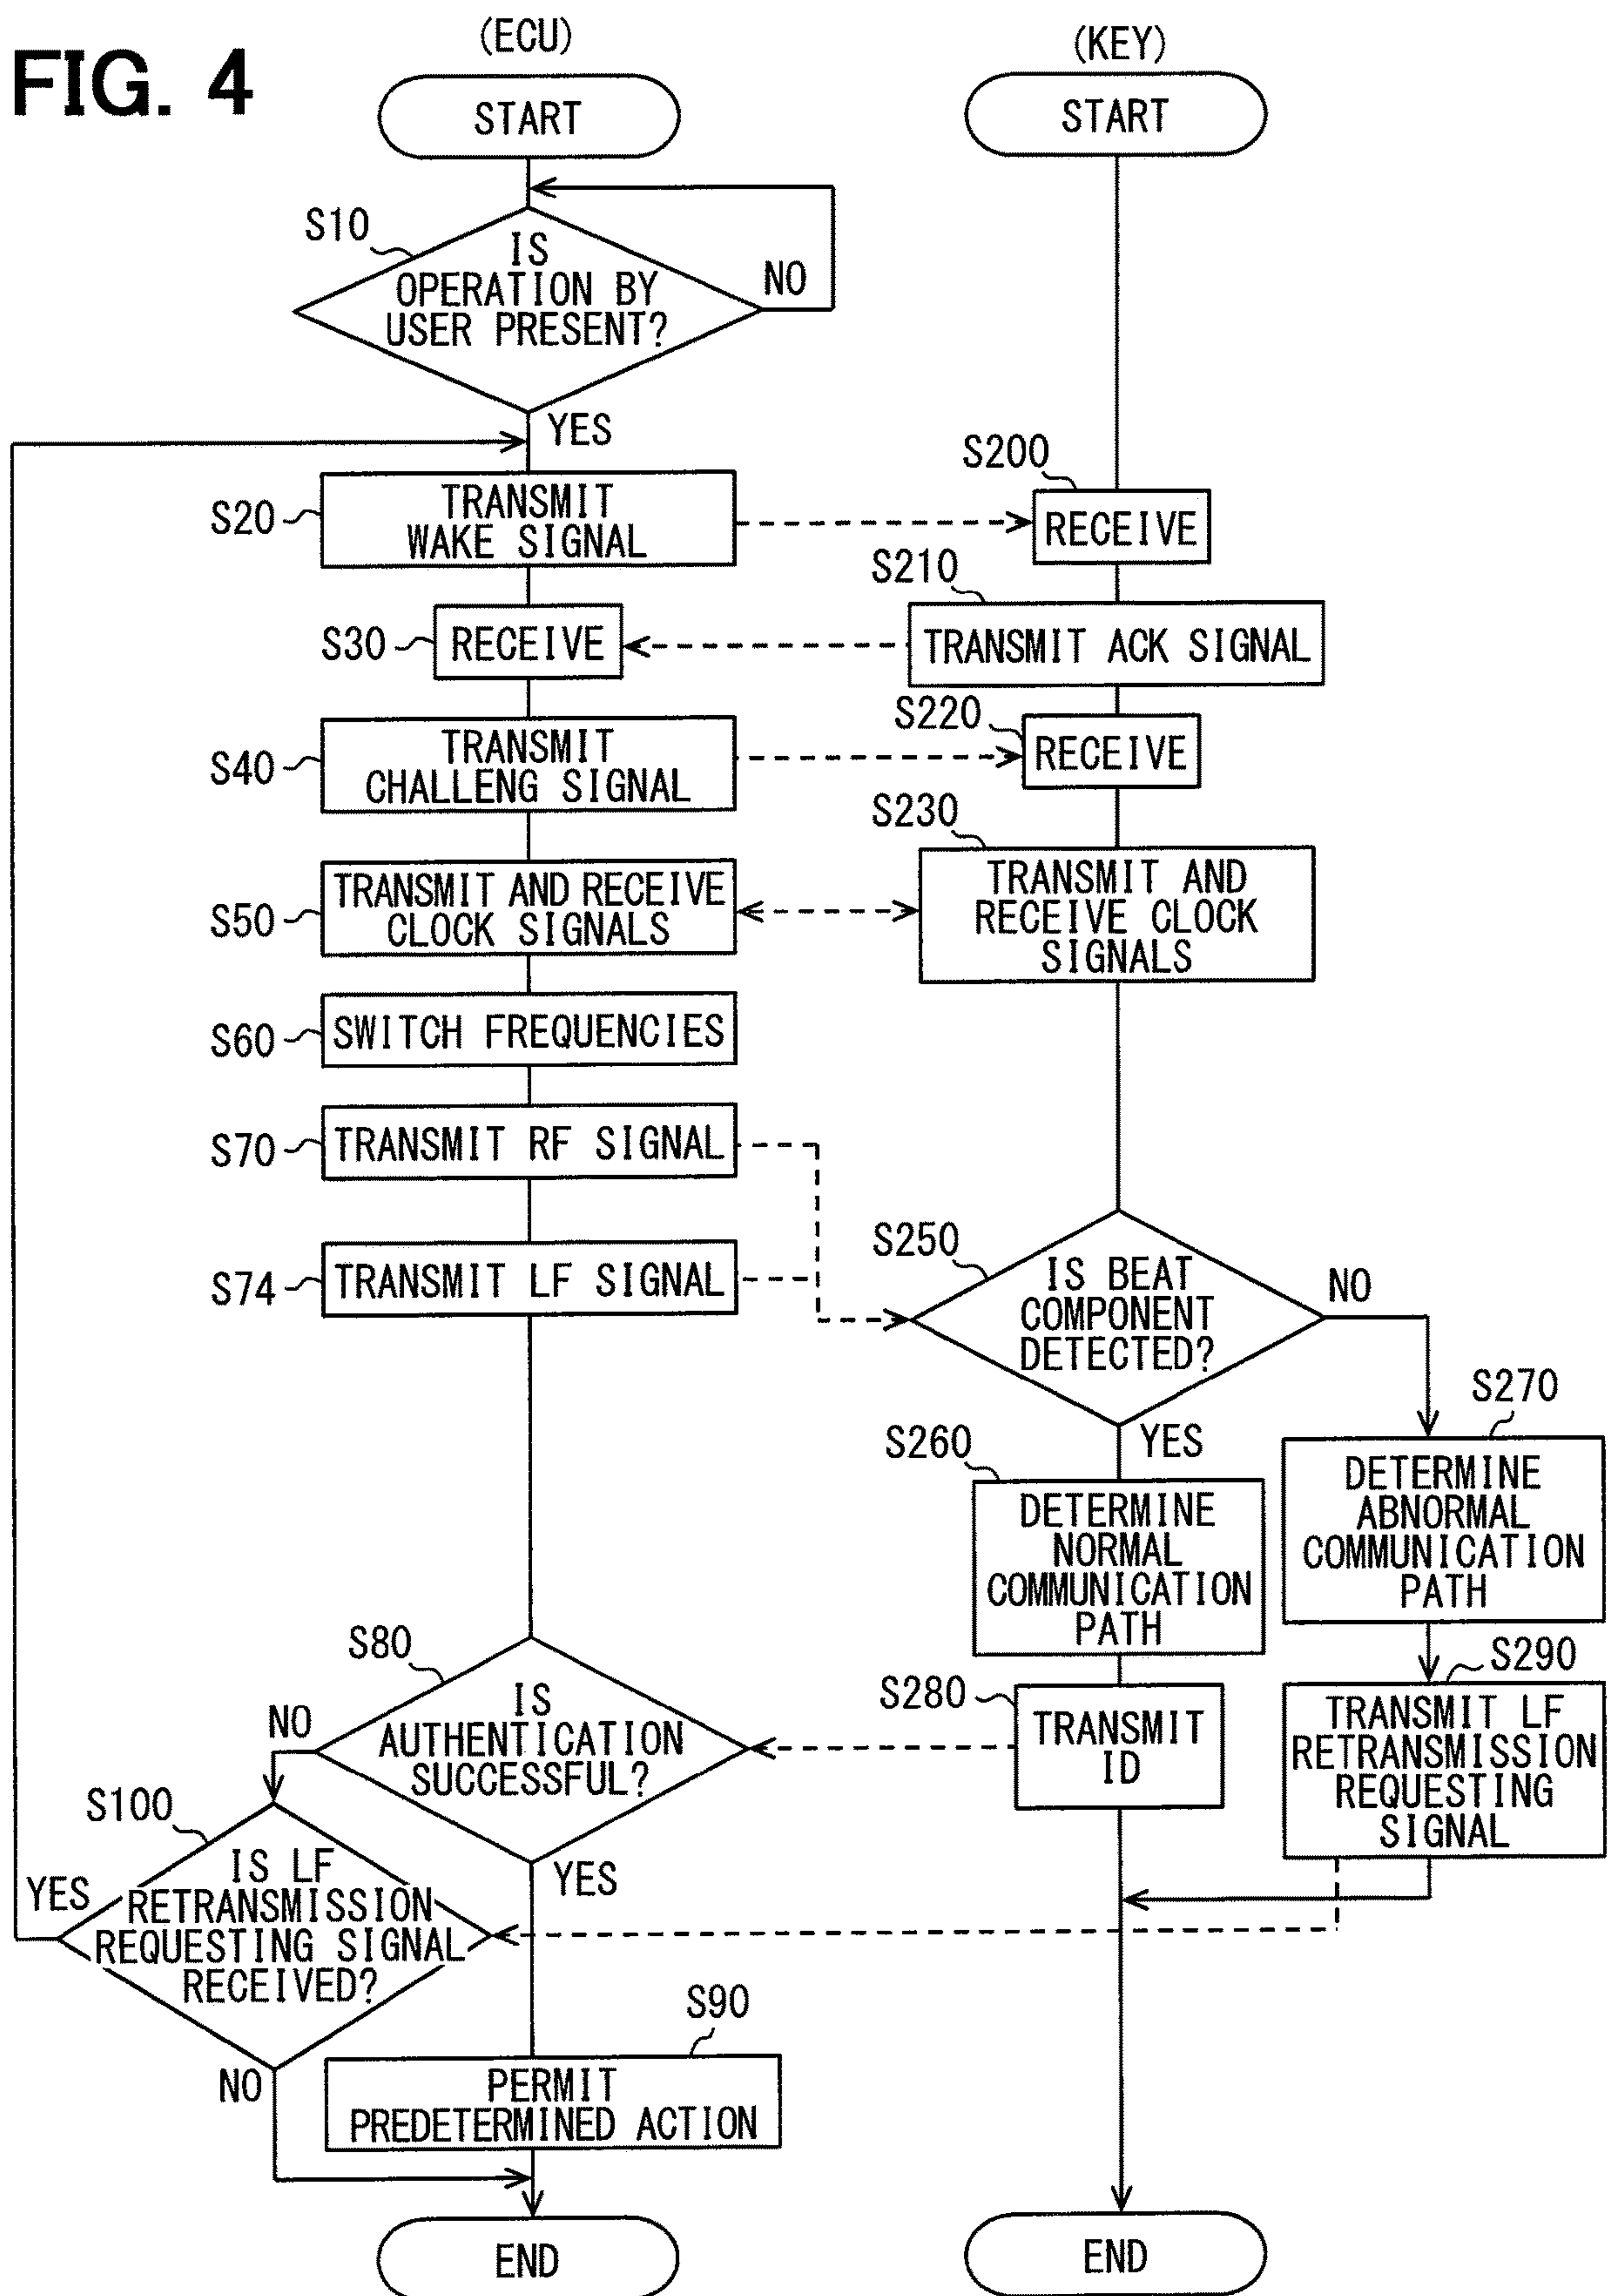 FIG. 4
(ECU)
START
S10
IS
OPERATION BY
USER PRESENT?
NO
YES
S20
TRANSMIT
WAKE SIGNAL
S30
RECEIVE
S40
TRANSMIT
CHALLENG SIGNAL
S50
TRANSMIT AND RECEIVE
CLOCK SIGNALS
S60
SWITCH FREQUENCIES
S70
TRANSMIT RF SIGNAL
S74
TRANSMIT LF SIGNAL
S80
IS
AUTHENTICATION
SUCCESSFUL?
NO
YES
S100
IS LF
RETRANSMISSION
REQUESTING SIGNAL
RECEIVED?
YES
NO
S90
PERMIT
PREDETERMINED ACTION
END
(KEY)
START
S200
RECEIVE
S210
TRANSMIT ACK SIGNAL
S220
RECEIVE
S230
TRANSMIT AND
RECEIVE CLOCK
SIGNALS
S250
IS BEAT
COMPONENT
DETECTED?
NO
YES
S260
DETERMINE
NORMAL
COMMUNICATION
PATH
S270
DETERMINE
ABNORMAL
COMMUNICATION
PATH
S280
TRANSMIT
ID
S290
TRANSMIT LF
RETRANSMISSION
REQUESTING
SIGNAL
END